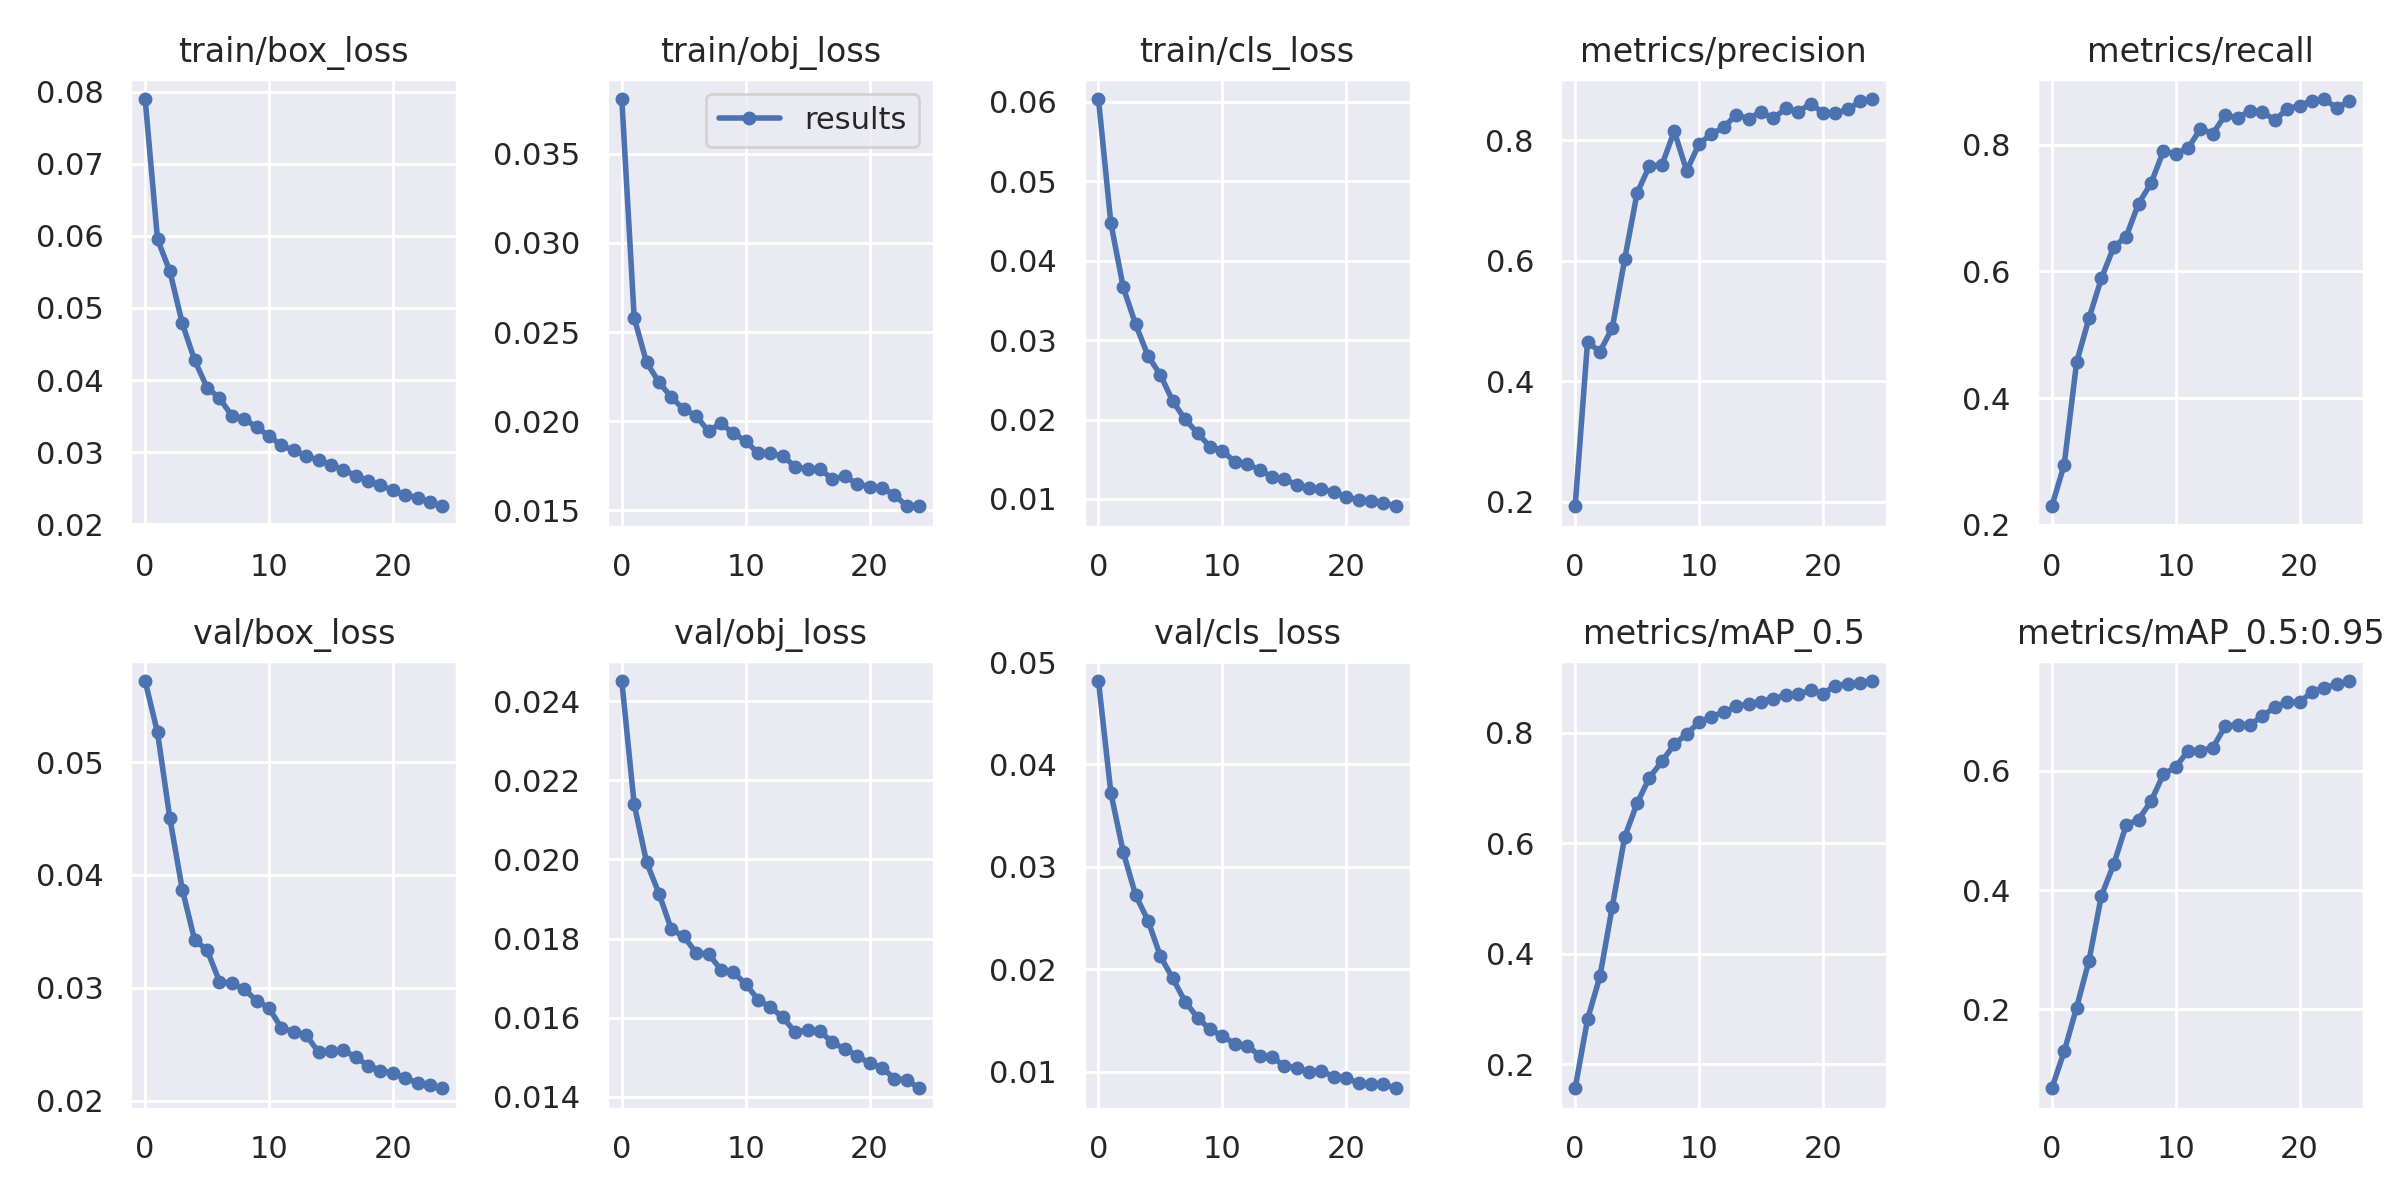 train/box_loss
0.08
0.07
0.06
0.05
0.04
0.03
0.02
0 10 20
train/obj_loss
results
0.035
0.030
0.025
0.020
0.015
0 10 20
train/cls_loss
0.06
0.05
0.04
0.03
0.02
0.01
0 10 20
metrics/precision
0.8
0.6
0.4
0.2
0 10 20
metrics/recall
0.8
0.6
0.4
0.2
0 10 20
val/box_loss
0.05
0.04
0.03
0.02
0 10 20
val/obj_loss
0.024
0.022
0.020
0.018
0.016
0.014
0 10 20
val/cls_loss
0.05
0.04
0.03
0.02
0.01
0 10 20
metrics/mAP_0.5
0.8
0.6
0.4
0.2
0 10 20
metrics/mAP_0.5:0.95
0.6
0.4
0.2
0 10 20